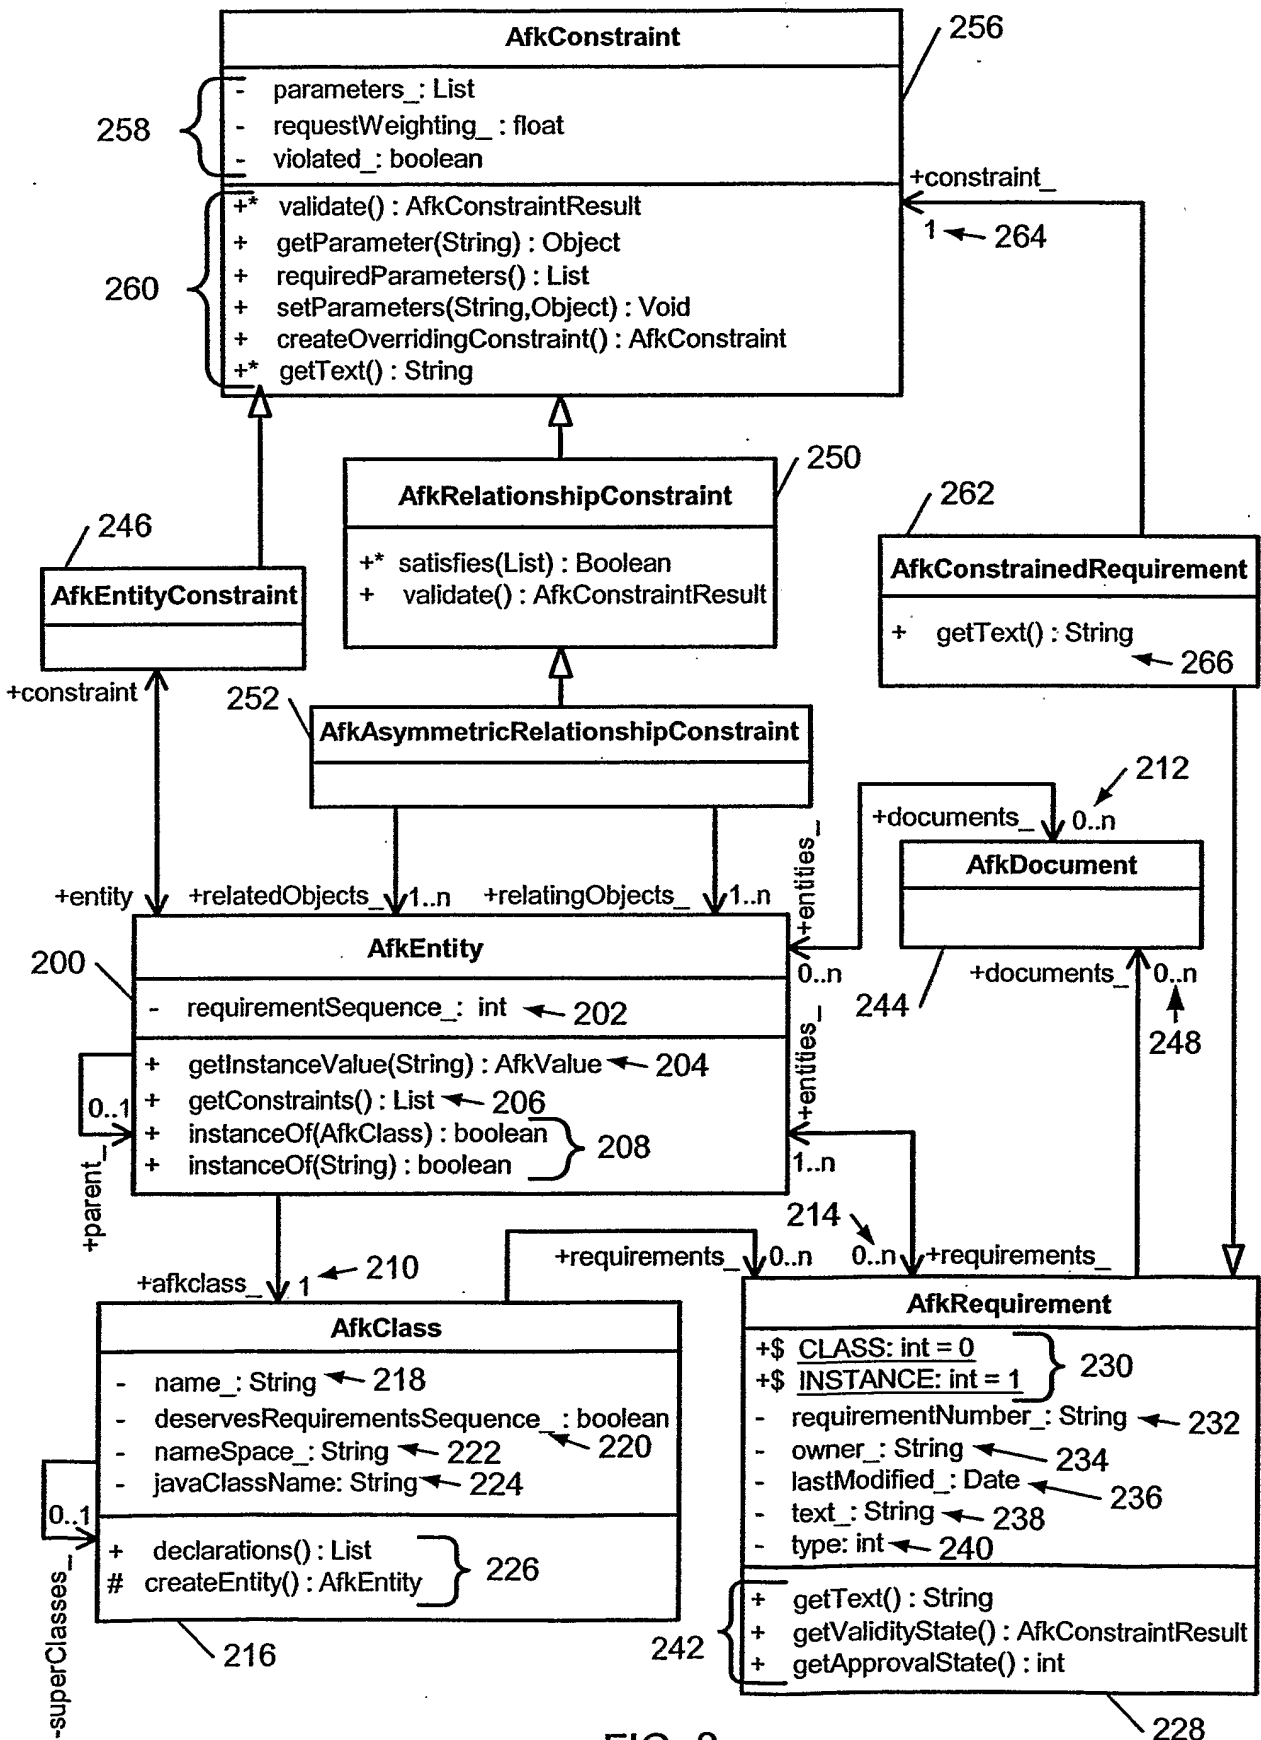 AfkConstraint
256
- parameters_: List
- requestWeighting_ : float
- violated_: boolean
258
+* validate() : AfkConstraintResult
+ getParameter(String) : Object
+ requiredParameters() : List
+ setParameters(String,Object) : Void
+ createOverridingConstraint() : AfkConstraint
+* getText() : String
260
+constraint_
1
264
250
AfkRelationshipConstraint
+* satisfies(List) : Boolean
+ validate() : AfkConstraintResult
262
AfkConstrainedRequirement
+ getText() : String
266
246
AfkEntityConstraint
+constraint
252
AfkAsymmetricRelationshipConstraint
212
+documents_
0..n
AfkDocument
+entity
+relatedObjects_
1..n
+relatingObjects_
1..n
+entities_
0..n
244
+documents_
0..n
248
200
AfkEntity
- requirementSequence_: int
202
+ getInstanceValue(String) : AfkValue
204
+ getConstraints() : List
206
+ instanceOf(AfkClass) : boolean
+ instanceOf(String) : boolean
208
0..1
+parent_
+entities_
1..n
214
+requirements_
0..n
0..n
+requirements_
+afkclass_
1
210
AfkClass
- name_: String
218
- deservesRequirementsSequence_ : boolean
220
- nameSpace_: String
222
- javaClassName: String
224
+ declarations() : List
# createEntity() : AfkEntity
226
0..1
-superClasses_
216
AfkRequirement
+$ CLASS: int = 0
+$ INSTANCE: int = 1
230
- requirementNumber_: String
232
- owner_: String
234
- lastModified_: Date
236
- text_: String
238
- type: int
240
+ getText() : String
+ getValidityState() : AfkConstraintResult
+ getApprovalState() : int
242
228